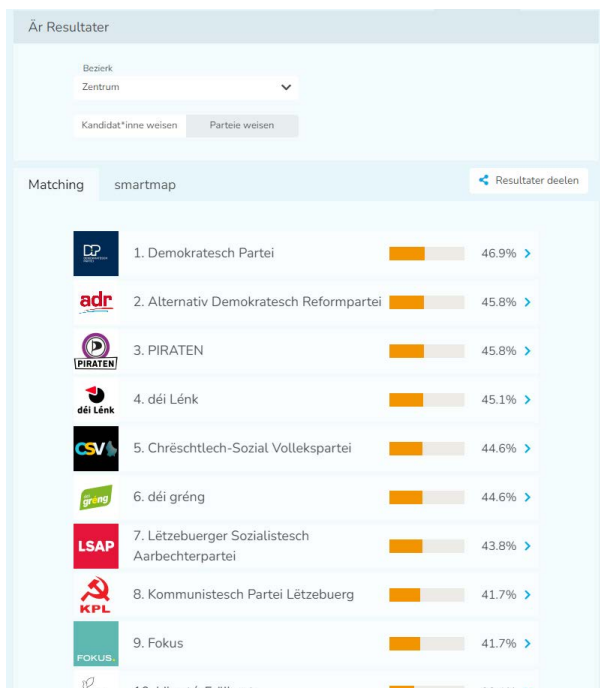 Är Resultater
Bezierk
Zentrum
Kandidat*inne weisen
Parteie weisen
Matching
smartmap
Resultater deelen
DP
1. Demokratesch Partei
46.9%
adr
2. Alternativ Demokratesch Reformpartei
45.8%
PIRATEN
3. PIRATEN
45.8%
déi Lénk
4. déi Lénk
45.1%
CSV
5. Chrëschtlech-Sozial Vollekspartei
44.6%
déi gréng
6. déi gréng
44.6%
LSAP
7. Lëtzebuerger Sozialistesch
Aarbechterpartei
43.8%
KPL
8. Kommunistesch Partei Lëtzebuerg
41.7%
FOKUS.
9. Fokus
41.7%